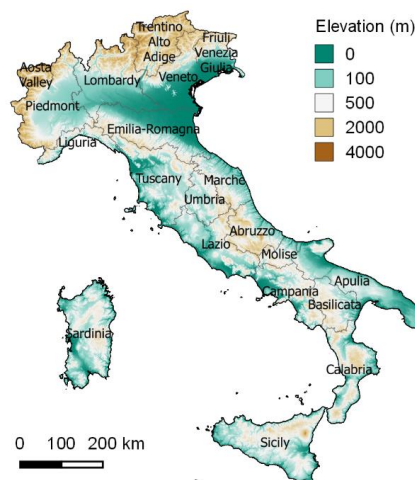 Trentino
Alto
Adige
Friuli
Venezia
Giulia
Aosta
Valley
Lombardy
Veneto
Piedmont
Emilia-Romagna
Liguria
Tuscany
Marche
Umbria
Abruzzo
Lazio
Molise
Apulia
Campania
Basilicata
Sardinia
Calabria
Sicily
Elevation (m)
0
100
500
2000
4000
0 100 200 km